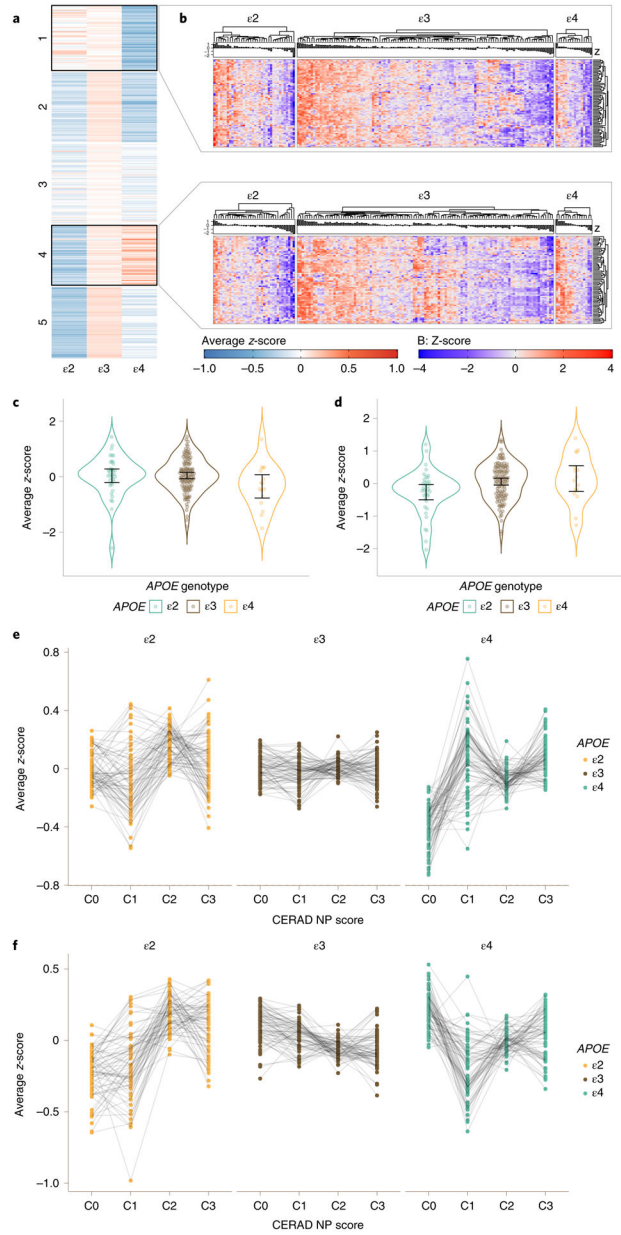 a
1
2
3
4
5
ε2 ε3 ε4
b
ε2 ε3 ε4
Z
ε2 ε3 ε4
Z
Average z-score
−1.0 −0.5 0 0.5 1.0
B: Z-score
−4 −2 0 2 4
c
Average z-score
2
0
−2
APOE genotype
APOE ε2 ε3 ε4
d
Average z-score
2
1
0
−1
−2
APOE genotype
APOE ε2 ε3 ε4
e
ε2 ε3 ε4
Average z-score
0.8
0.4
0
−0.4
−0.8
C0 C1 C2 C3 C0 C1 C2 C3 C0 C1 C2 C3
CERAD NP score
APOE
ε2
ε3
ε4
f
ε2 ε3 ε4
Average z-score
0.5
0
−0.5
−1.0
C0 C1 C2 C3 C0 C1 C2 C3 C0 C1 C2 C3
CERAD NP score
APOE
ε2
ε3
ε4